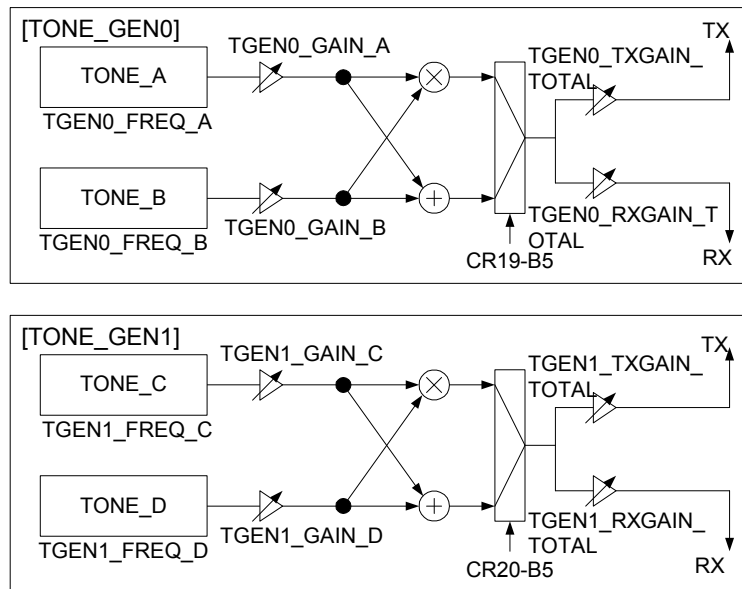 [TONE_GEN0]
TONE_A
TGEN0_FREQ_A
TGEN0_GAIN_A
TGEN0_TXGAIN_
TOTAL
TX
TONE_B
TGEN0_FREQ_B
TGEN0_GAIN_B
CR19-B5
TGEN0_RXGAIN_T
OTAL
RX
[TONE_GEN1]
TONE_C
TGEN1_FREQ_C
TGEN1_GAIN_C
TGEN1_TXGAIN_
TOTAL
TX
TONE_D
TGEN1_FREQ_D
TGEN1_GAIN_D
CR20-B5
TGEN1_RXGAIN_
TOTAL
RX